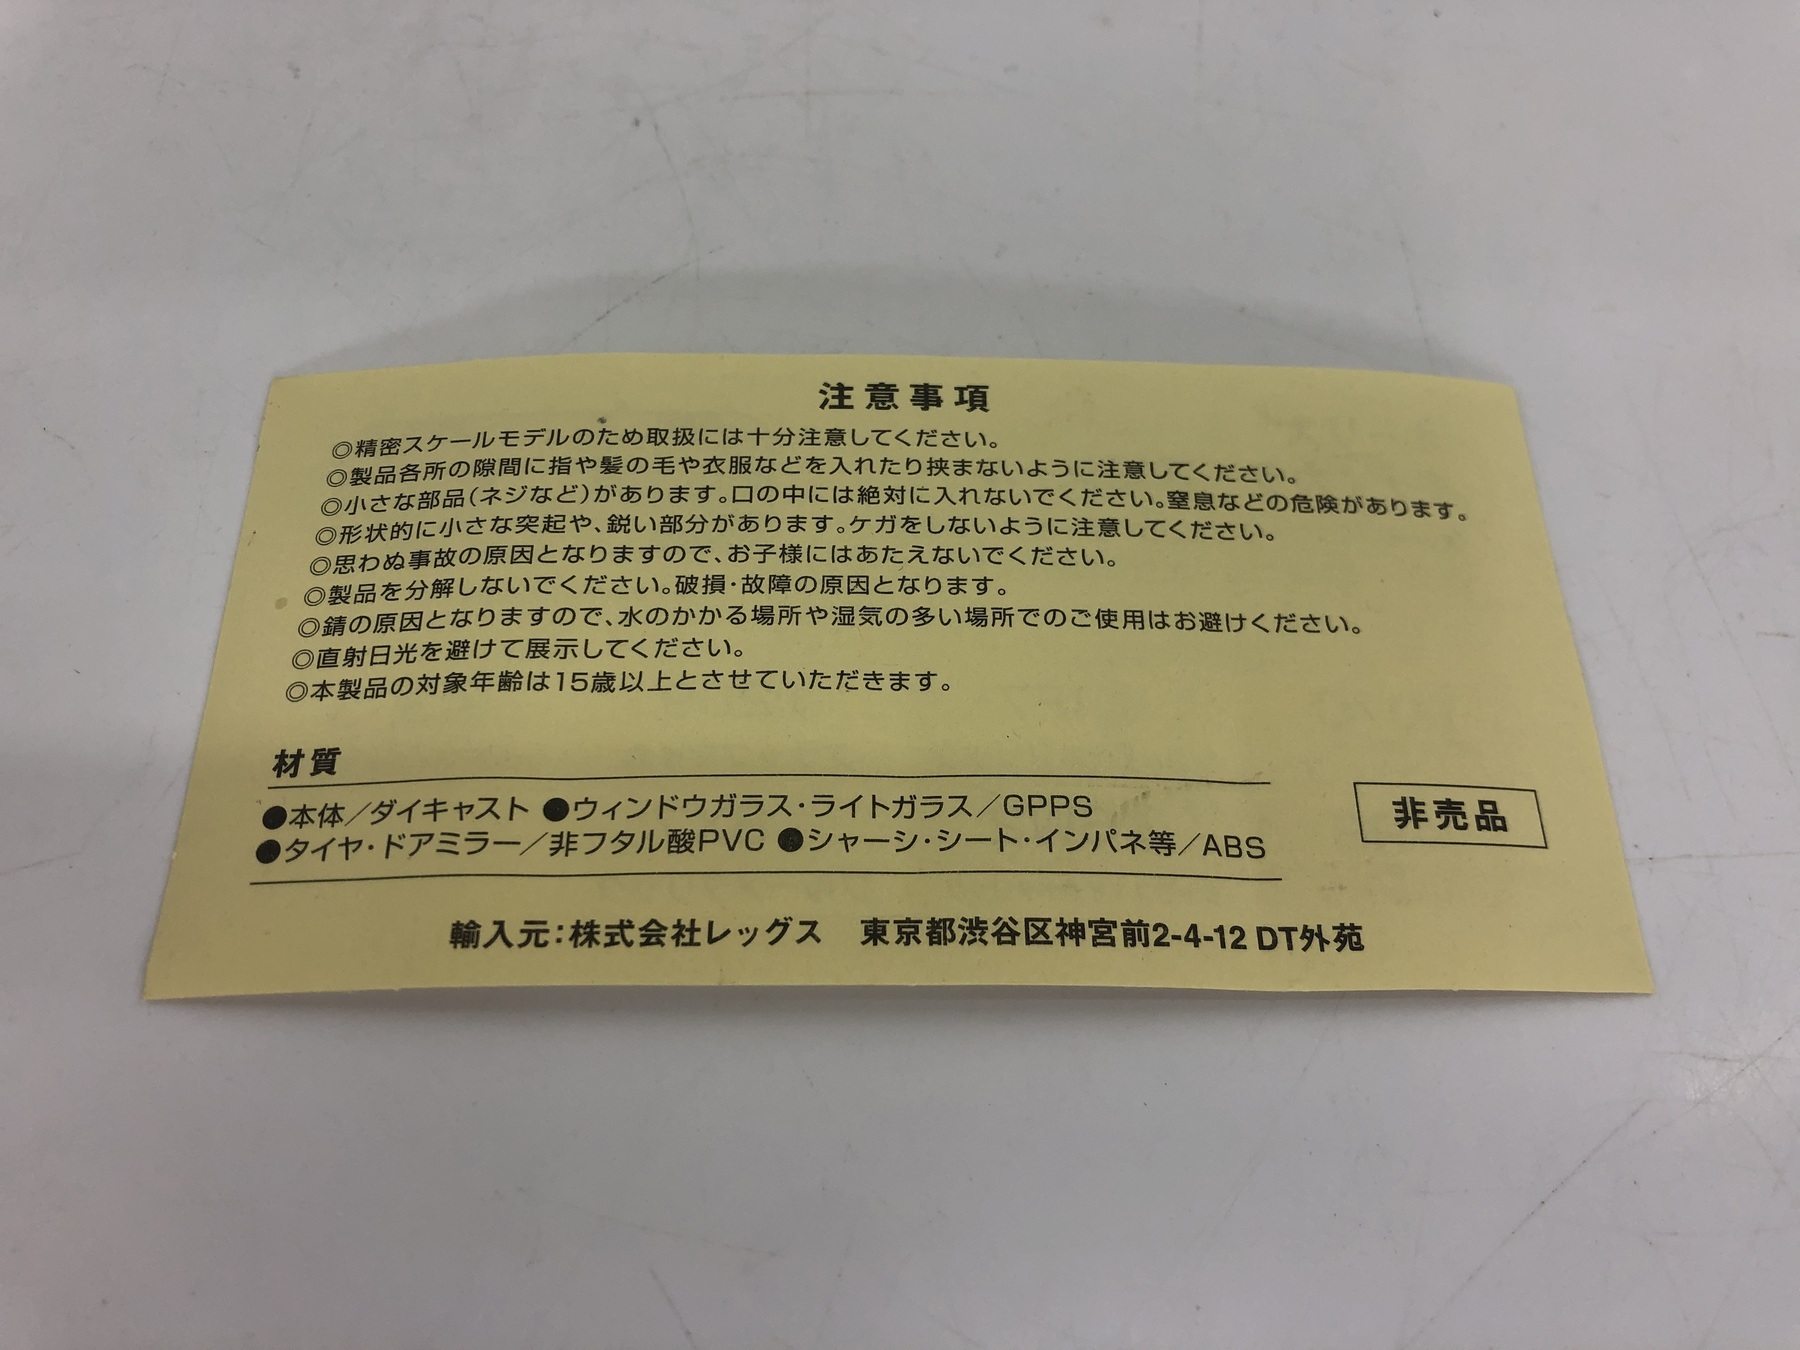 注意事項
◎精密スケールモデルのため取扱には十分注意してください。
◎製品各所の隙間に指や髪の毛や衣服などを入れたり挟まないように注意してください。
◎小さな部品(ネジなど)があります。口の中には絶対に入れないでください。窒息などの危険があります。
◎形状的に小さな突起や、鋭い部分があります。ケガをしないように注意してください。
◎思わぬ事故の原因となりますので、お子様にはあたえないでください。
◎製品を分解しないでください。破損・故障の原因となります。
◎錆の原因となりますので、水のかかる場所や湿気の多い場所でのご使用はお避けください。
◎直射日光を避けて展示してください。
◎本製品の対象年齢は15歳以上とさせていただきます。
材質
●本体/ダイキャスト ●ウィンドウガラス・ライトガラス/GPPS
●タイヤ・ドアミラー/非フタル酸PVC ●シャーシ・シート・インパネ等/ABS
非売品
輸入元:株式会社レッグス 東京都渋谷区神宮前2-4-12 DT外苑